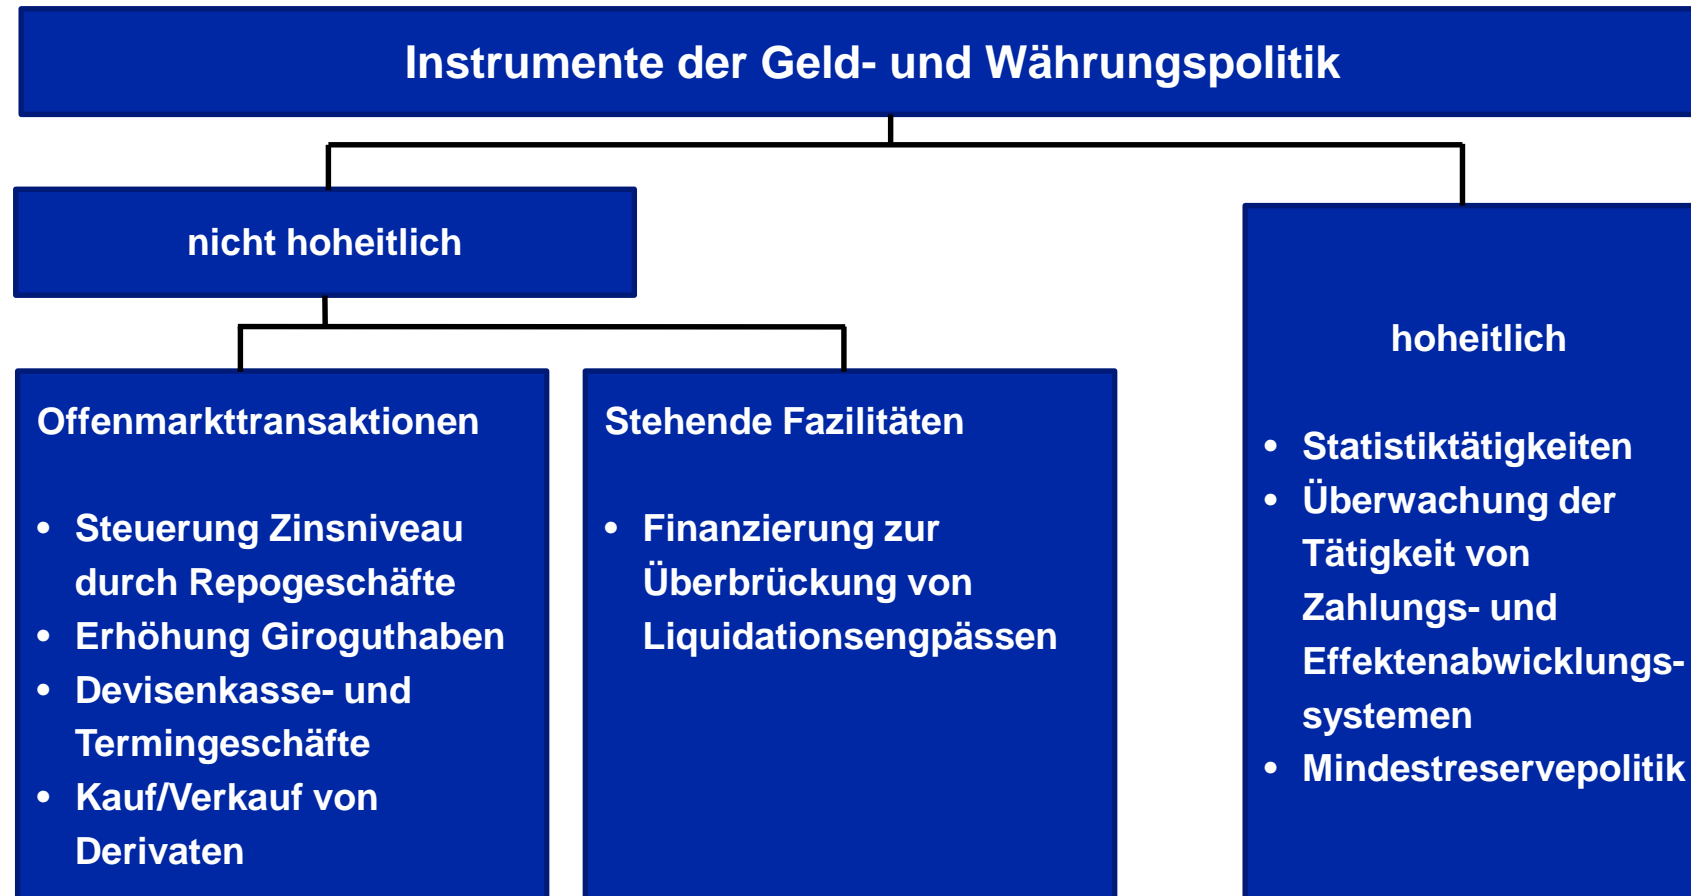 Instrumente der Geld- und Währungspolitik
nicht hoheitlich
Offenmarkttransaktionen
• Steuerung Zinsniveau
durch Repogeschäfte
• Erhöhung Giroguthaben
• Devisenkasse- und
Termingeschäfte
• Kauf/Verkauf von
Derivaten
Stehende Fazilitäten
• Finanzierung zur
Überbrückung von
Liquidationsengpässen
hoheitlich
• Statistiktätigkeiten
• Überwachung der
Tätigkeit von
Zahlungs- und
Effektenabwicklungs-
systemen
• Mindestreservepolitik